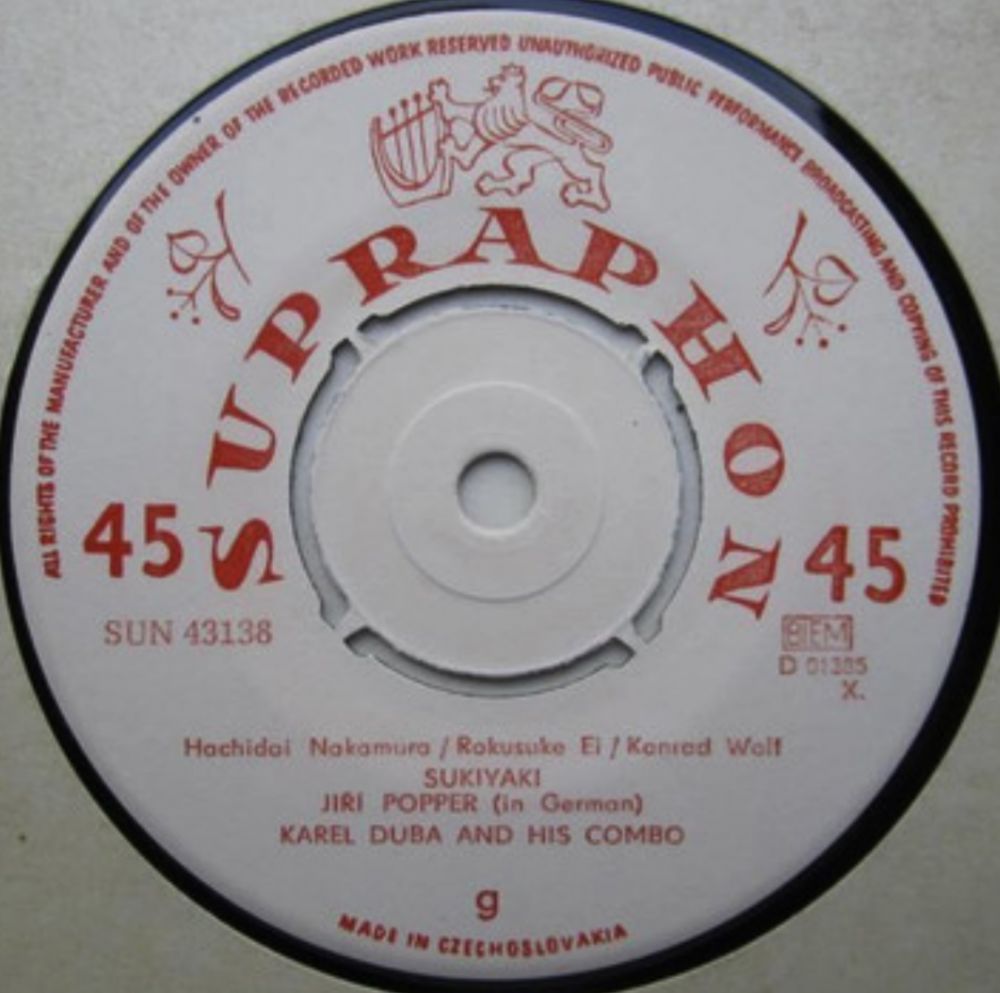 ALL RIGHTS OF THE MANUFACTURER AND OF THE OWNER OF THE RECORDED WORK RESERVED UNAUTHORIZED PUBLIC PERFORMANCE BROADCASTING AND COPYING OF THIS RECORD PROHIBITED
SUPRAPHON
45 45
SUN 43138
BIEM
D 01385
X.
Hachidai Nakamura / Rokusuke Ei / Konrad Wolf
SUKIYAKI
JIŘÍ POPPER (in German)
KAREL DUBA AND HIS COMBO
g
MADE IN CZECHOSLOVAKIA